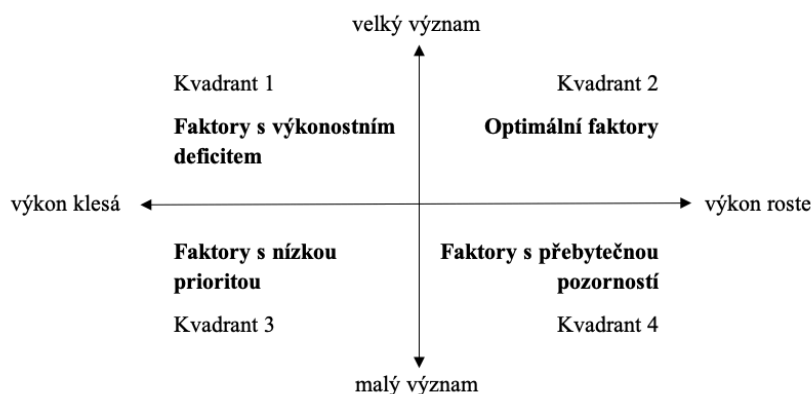 velký význam
Kvadrant 1
Kvadrant 2
Faktory s výkonostním
deficitem
Optimální faktory
výkon klesá
výkon roste
Faktory s nízkou
prioritou
Faktory s přebytečnou
pozorností
Kvadrant 3
Kvadrant 4
malý význam